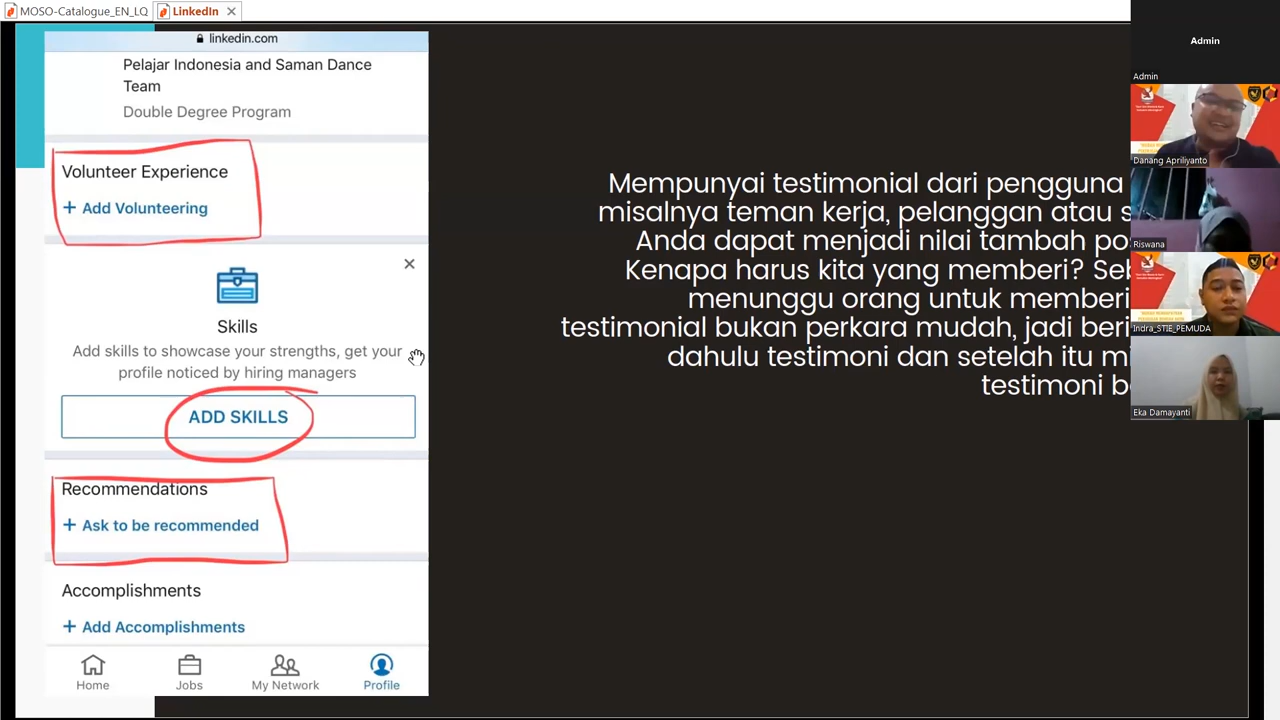 MOSO-Catalogue_EN_LQ
LinkedIn
linkedin.com
Pelajar Indonesia and Saman Dance
Team
Double Degree Program
Volunteer Experience
+ Add Volunteering
Skills
Add skills to showcase your strengths, get your
profile noticed by hiring managers
ADD SKILLS
Recommendations
+ Ask to be recommended
Accomplishments
+ Add Accomplishments
Home
Jobs
My Network
Profile
Mempunyai testimonial dari pengguna
misalnya teman kerja, pelanggan atau
Anda dapat menjadi nilai tambah
Kenapa harus kita yang memberi?
menunggu orang untuk memberi
testimonial bukan perkara mudah, jadi
dahulu testimoni dan setelah itu
testimoni
Admin
Admin
Danang Apriliyanto
Riswana
Indra_STIE_PEMUDA
Eka Damayanti